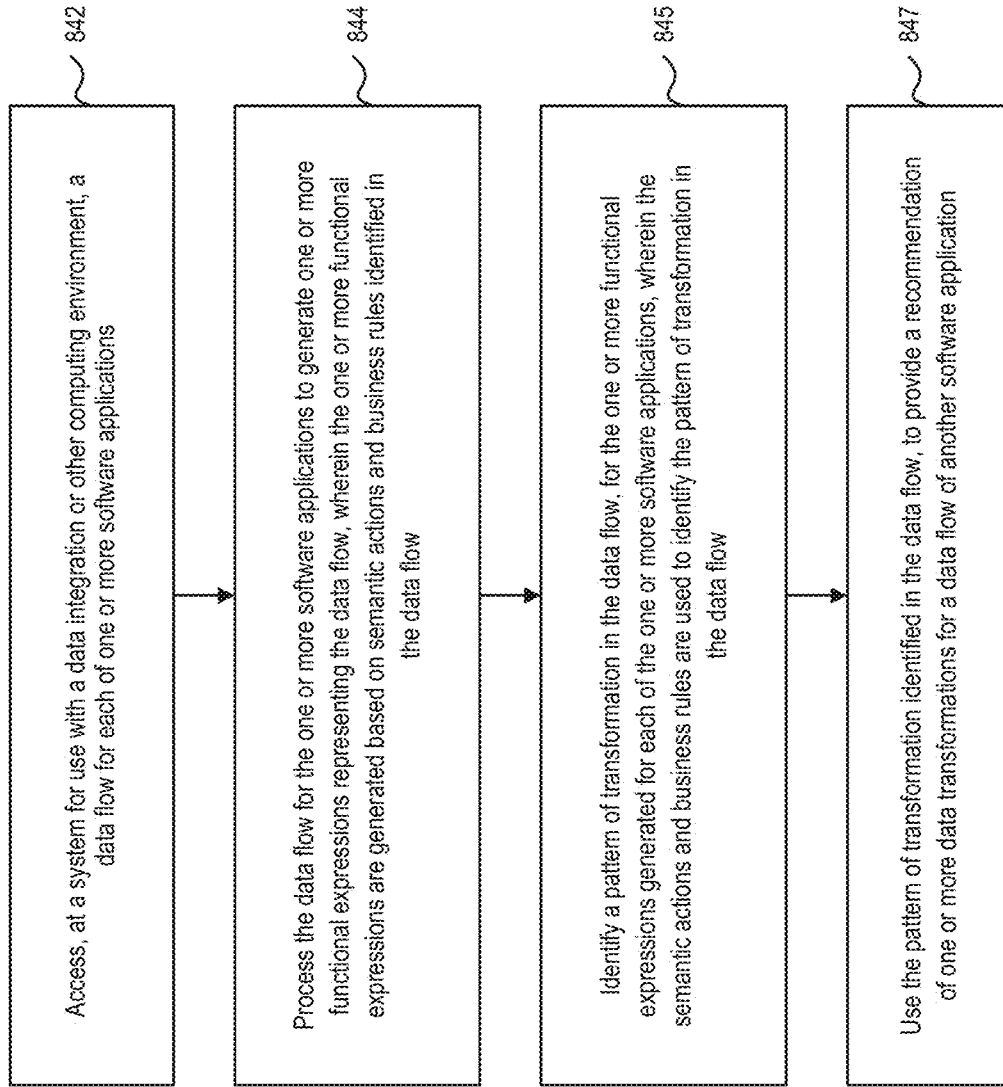 Access, at a system for use with a data integration or other computing environment, a
data flow for each of one or more software applications
842
Process the data flow for the one or more software applications to generate one or more
functional expressions representing the data flow, wherein the one or more functional
expressions are generated based on semantic actions and business rules identified in
the data flow
844
Identify a pattern of transformation in the data flow, for the one or more functional
expressions generated for each of the one or more software applications, wherein the
semantic actions and business rules are used to identify the pattern of transformation in
the data flow
845
Use the pattern of transformation identified in the data flow, to provide a recommendation
of one or more data transformations for a data flow of another software application
847